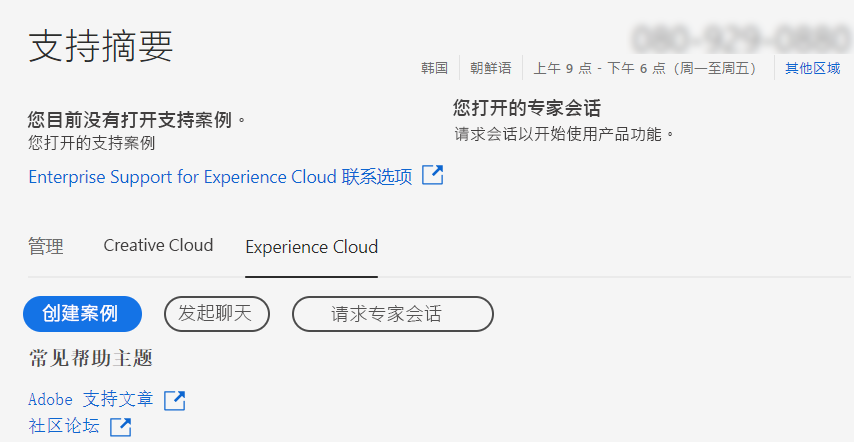 支持摘要
韩国 朝鲜语 上午 9 点 - 下午 6 点（周一至周五） 其他区域
您目前没有打开支持案例。
您打开的支持案例
您打开的专家会话
请求会话以开始使用产品功能。
Enterprise Support for Experience Cloud 联系选项
管理 Creative Cloud Experience Cloud
创建案例 发起聊天 请求专家会话
常见帮助主题
Adobe 支持文章
社区论坛